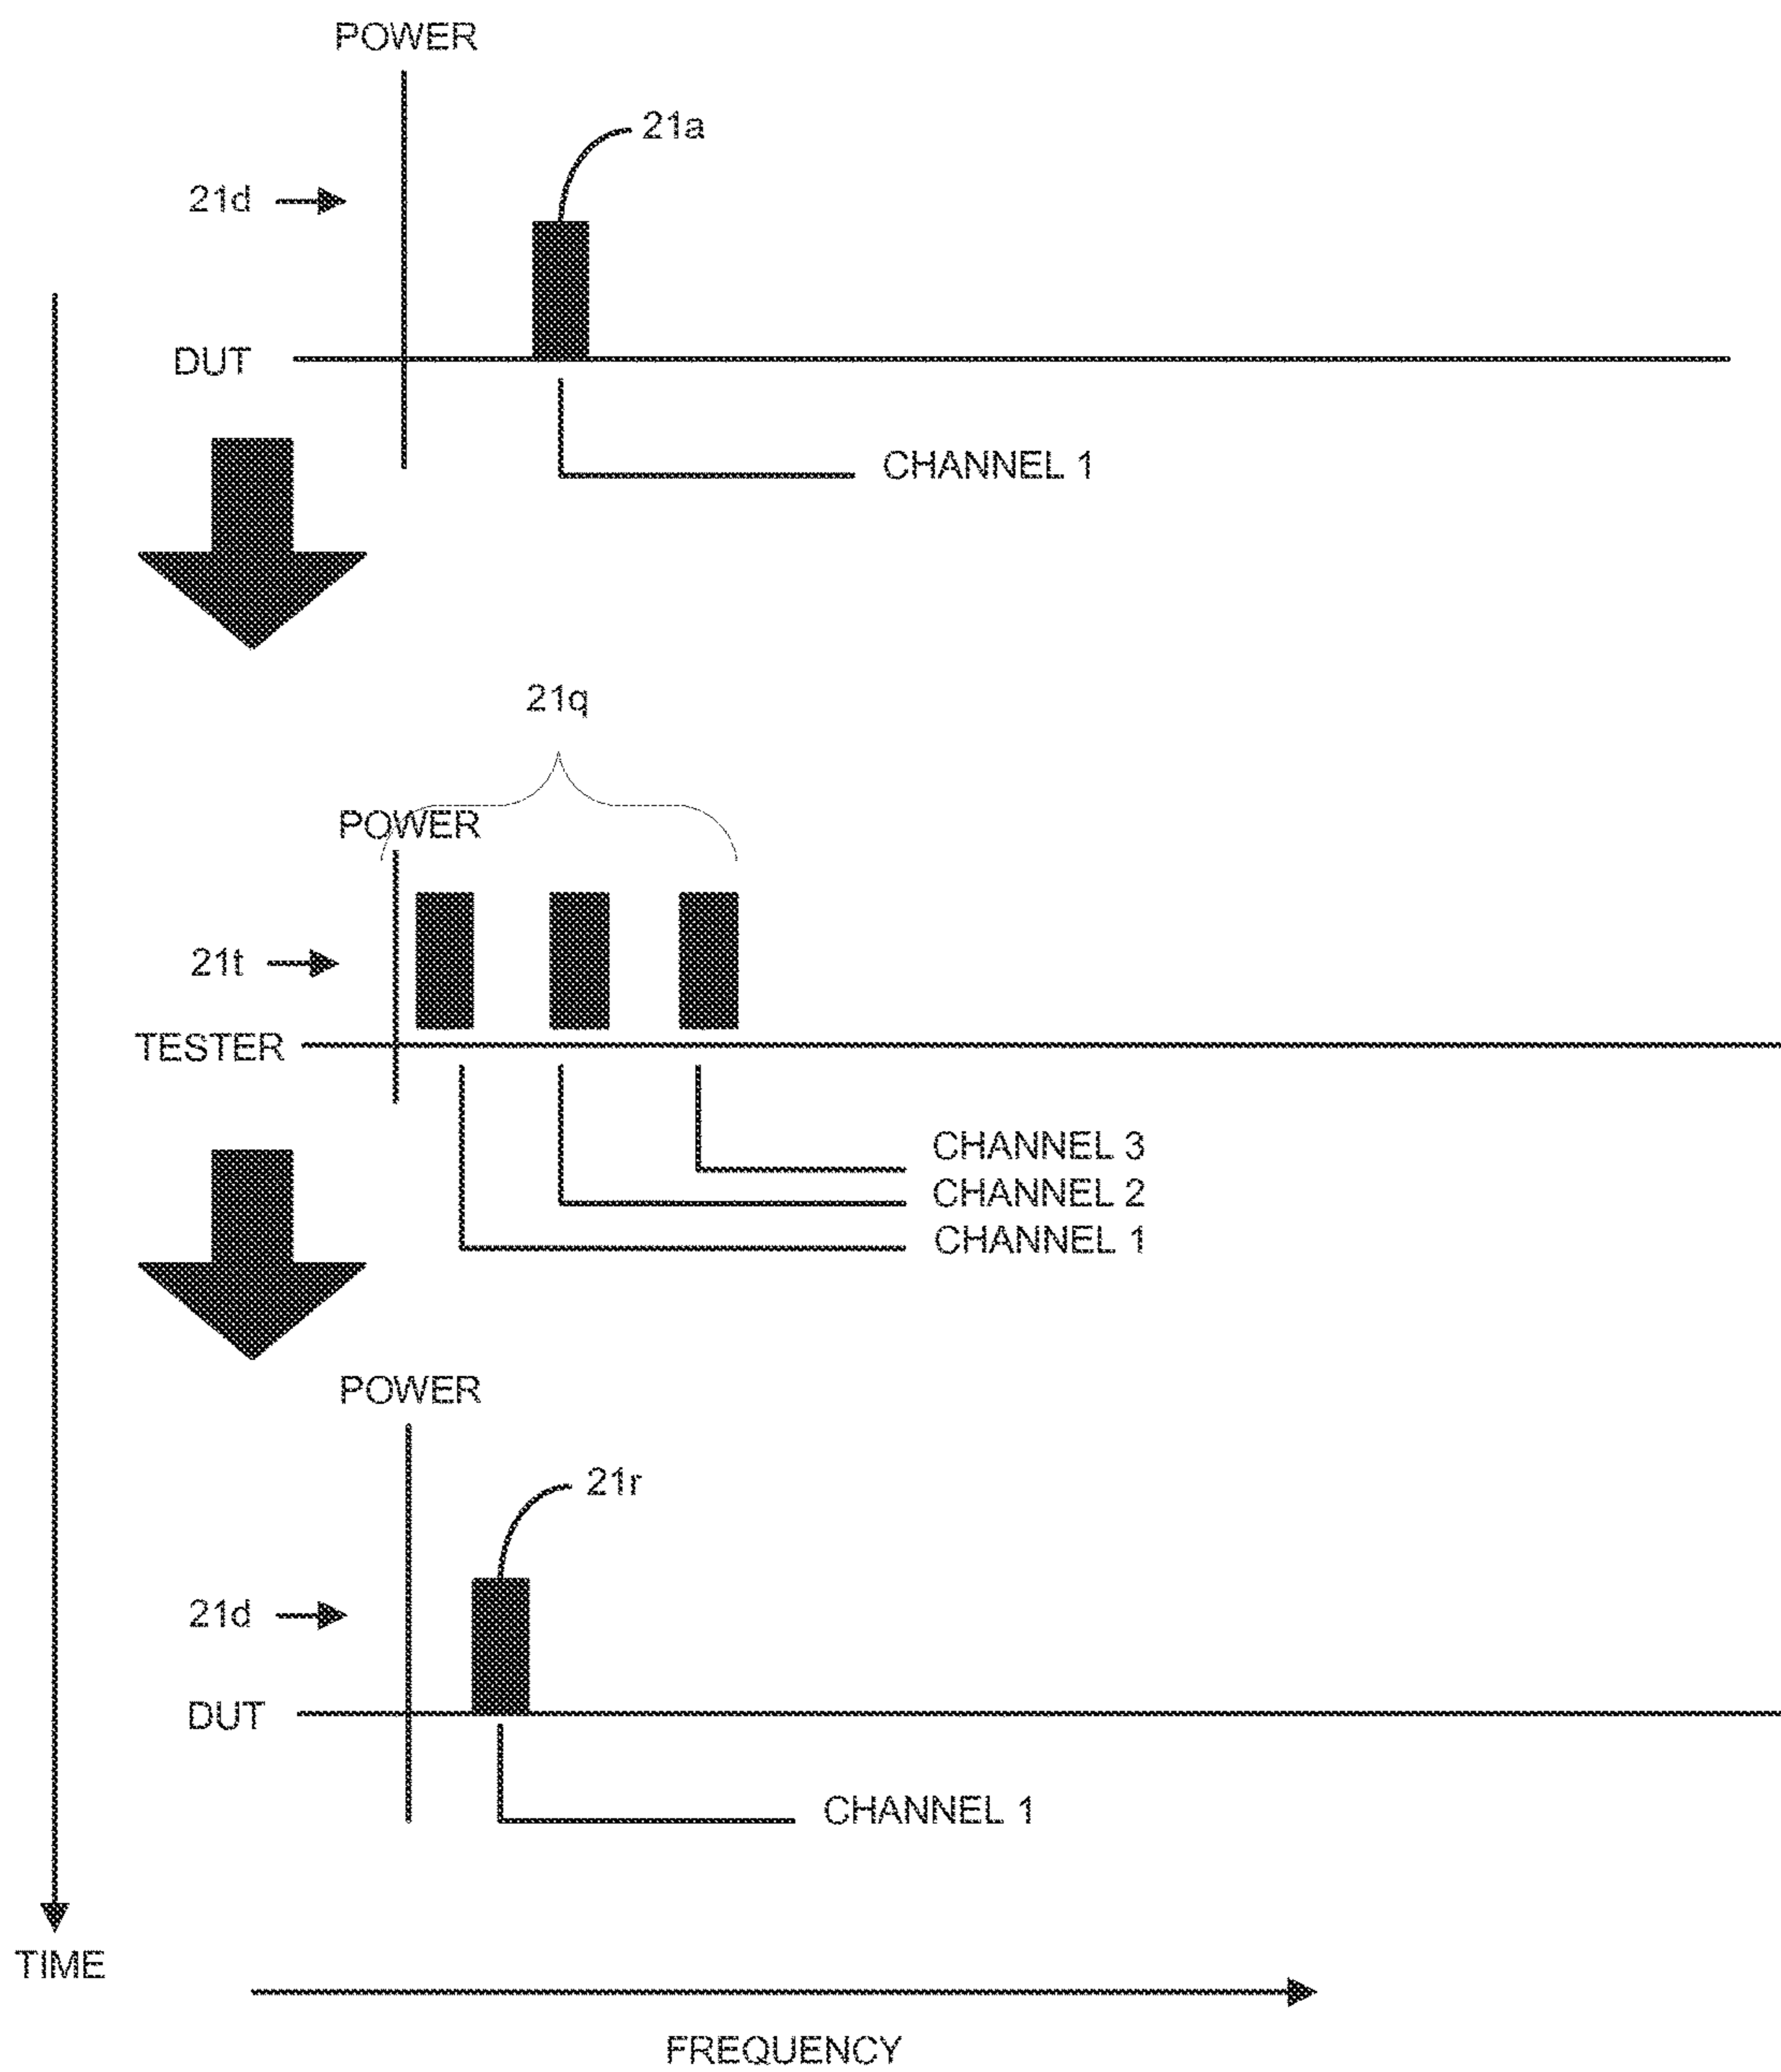 POWER
21a
21d
DUT
CHANNEL 1
21q
POWER
21t
TESTER
CHANNEL 3
CHANNEL 2
CHANNEL 1
POWER
21r
21d
DUT
CHANNEL 1
TIME
FREQUENCY